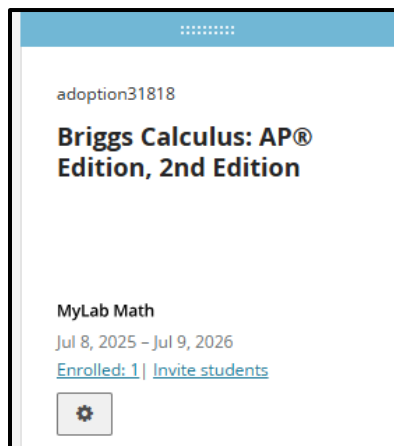 adoption31818
Briggs Calculus: AP® 
Edition, 2nd Edition
MyLab Math
Jul 8, 2025 – Jul 9, 2026
Enrolled: 1| Invite students